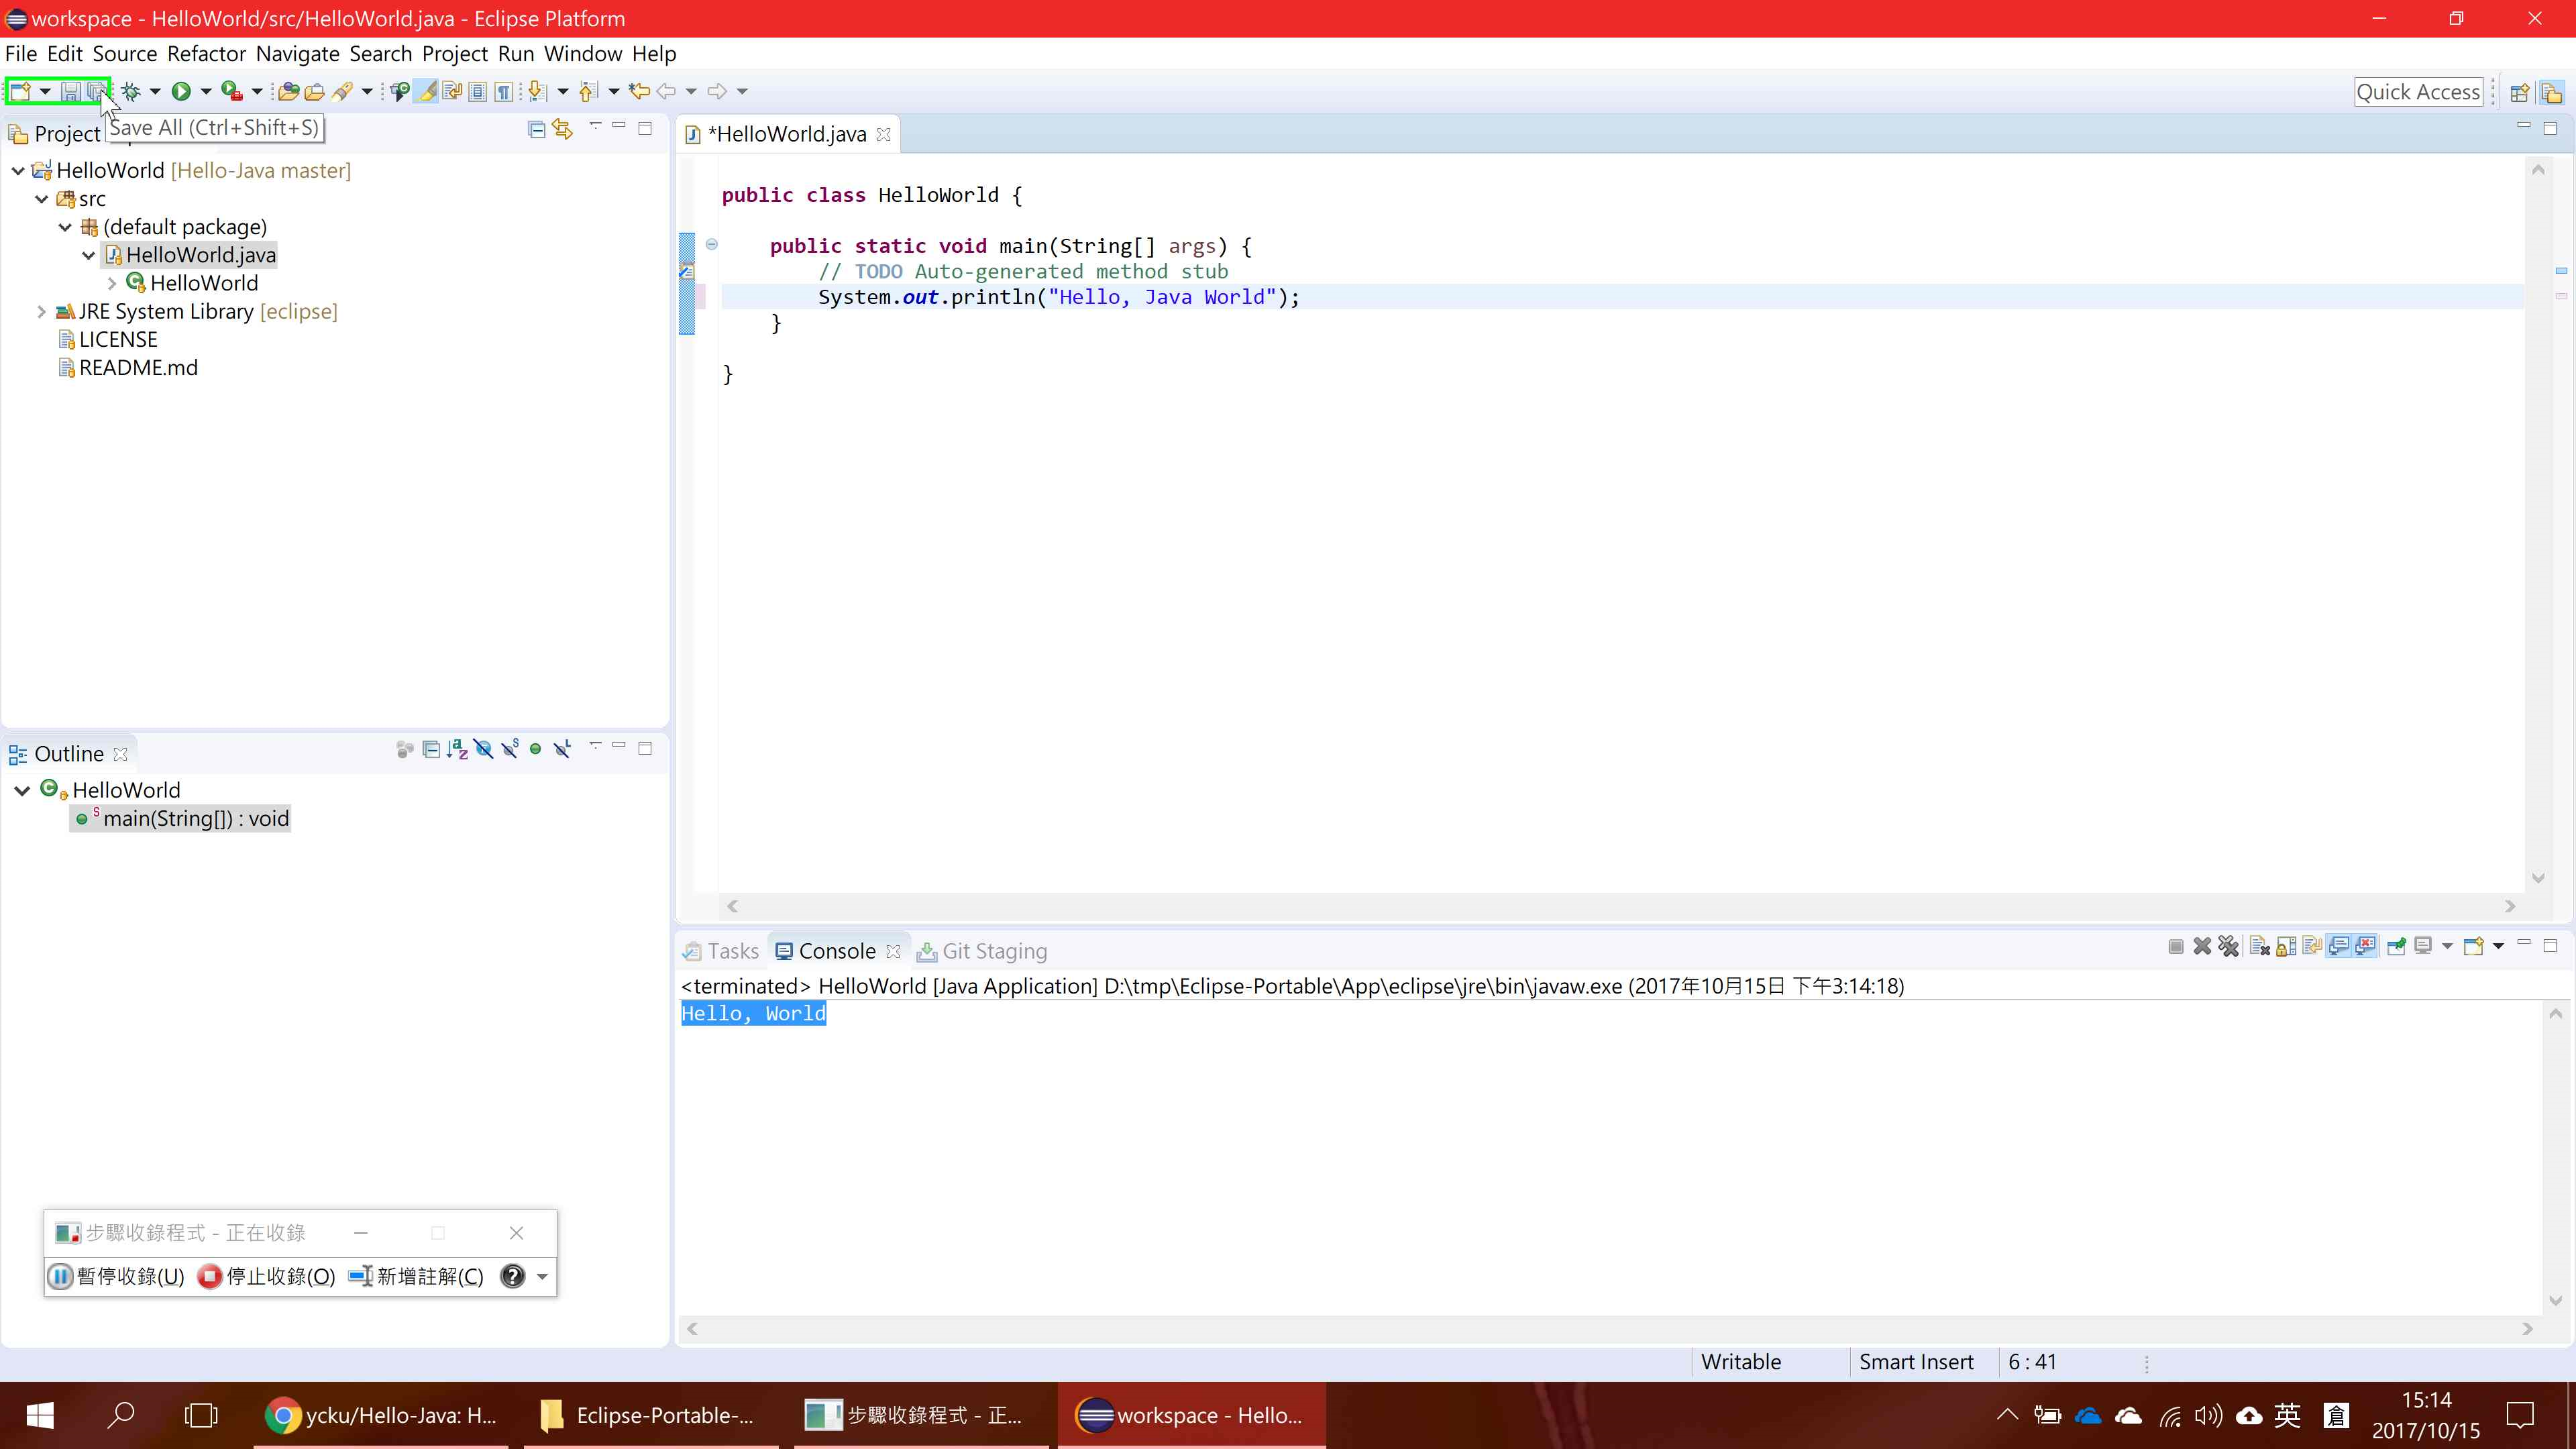 workspace - HelloWorld/src/HelloWorld.java - Eclipse Platform
File Edit Source Refactor Navigate Search Project Run Window Help
Quick Access
Project
Save All (Ctrl+Shift+S)
HelloWorld [Hello-Java master]
src
(default package)
HelloWorld.java
HelloWorld
JRE System Library [eclipse]
LICENSE
README.md
*HelloWorld.java
public class HelloWorld {
public static void main(String[] args) {
// TODO Auto-generated method stub
System.out.println("Hello, Java World");
}
}
Outline
HelloWorld
main(String[]) : void
Tasks Console Git Staging
<terminated> HelloWorld [Java Application] D:\tmp\Eclipse-Portable\App\eclipse\jre\bin\javaw.exe (2017年10月15日 下午3:14:18)
Hello, World
步驟收錄程式 - 正在收錄
暫停收錄(U) 停止收錄(O) 新增註解(C)
Writable Smart Insert 6 : 41
ycku/Hello-Java: H... Eclipse-Portable-... 步驟收錄程式 - 正... workspace - Hello... 英 倉 15:14
2017/10/15